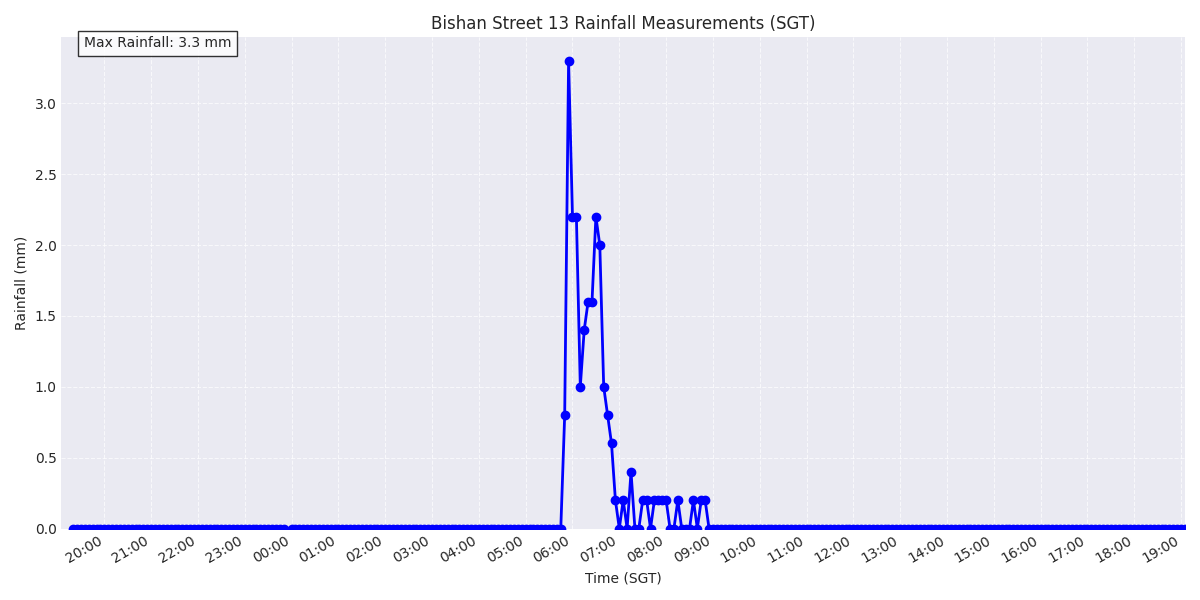 Bishan Street 13 Rainfall Measurements (SGT)
Max Rainfall: 3.3 mm
Rainfall (mm)
3.0
2.5
2.0
1.5
1.0
0.5
0.0
20:00 21:00 22:00 23:00 00:00 01:00 02:00 03:00 04:00 05:00 06:00 07:00 08:00 09:00 10:00 11:00 12:00 13:00 14:00 15:00 16:00 17:00 18:00 19:00
Time (SGT)